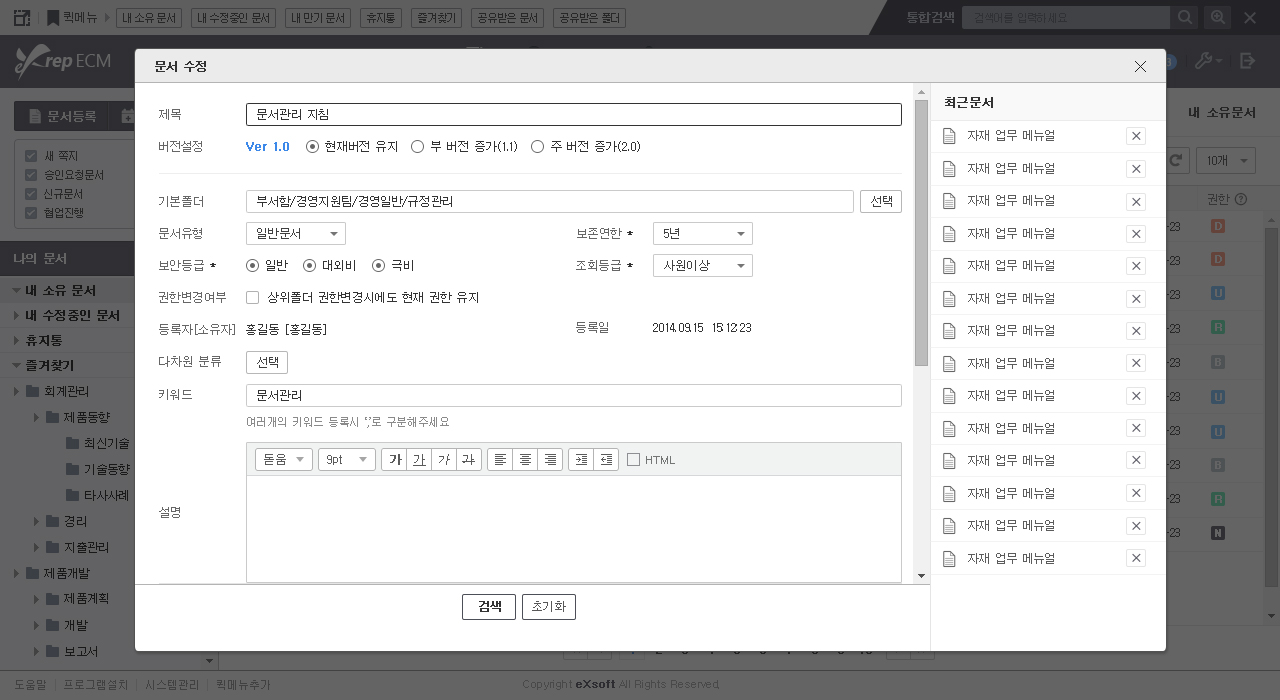 퀵메뉴 내 소유 문서 내 수정중인 문서 내 만기 문서 휴지통 즐겨찾기 공유받은 문서 공유받은 폴더 통합검색 검색어를 입력하세요
Xrep ECM
문서등록
새 쪽지
승인요청문서
신규문서
협업진행
나의 문서
내 소유 문서
내 수정중인 문서
휴지통
즐겨찾기
회계관리
제품동향
최신기술
기술동향
타사사례
경리
지출관리
제품개발
제품계획
개발
보고서
문서 수정
제목 문서관리 지침
버전설정 Ver 1.0 현재버전 유지 부 버전 증가(1.1) 주 버전 증가(2.0)
기본폴더 부서함/경영지원팀/경영일반/규정관리 선택
문서유형 일반문서 보존연한 * 5년
보안등급 * 일반 대외비 극비 조회등급 * 사원이상
권한변경여부 상위폴더 권한변경시에도 현재 권한 유지
등록자[소유자] 홍길동 [홍길동] 등록일 2014.09.15 15:12:23
다차원 분류 선택
키워드 문서관리
여러개의 키워드 등록시 ','로 구분해주세요
돋움 9pt 가 가 가 가 HTML
설명
검색 초기화
최근문서
자재 업무 메뉴얼
자재 업무 메뉴얼
자재 업무 메뉴얼
자재 업무 메뉴얼
자재 업무 메뉴얼
자재 업무 메뉴얼
자재 업무 메뉴얼
자재 업무 메뉴얼
자재 업무 메뉴얼
자재 업무 메뉴얼
자재 업무 메뉴얼
자재 업무 메뉴얼
자재 업무 메뉴얼
자재 업무 메뉴얼
3
내 소유문서
10개
권한
-23 D
-23 D
-23 U
-23 R
-23 B
-23 U
-23 U
-23 B
-23 R
-23 N
도움말 프로그램설치 시스템관리 퀵메뉴추가
Copyright eXsoft All Rights Reserved.